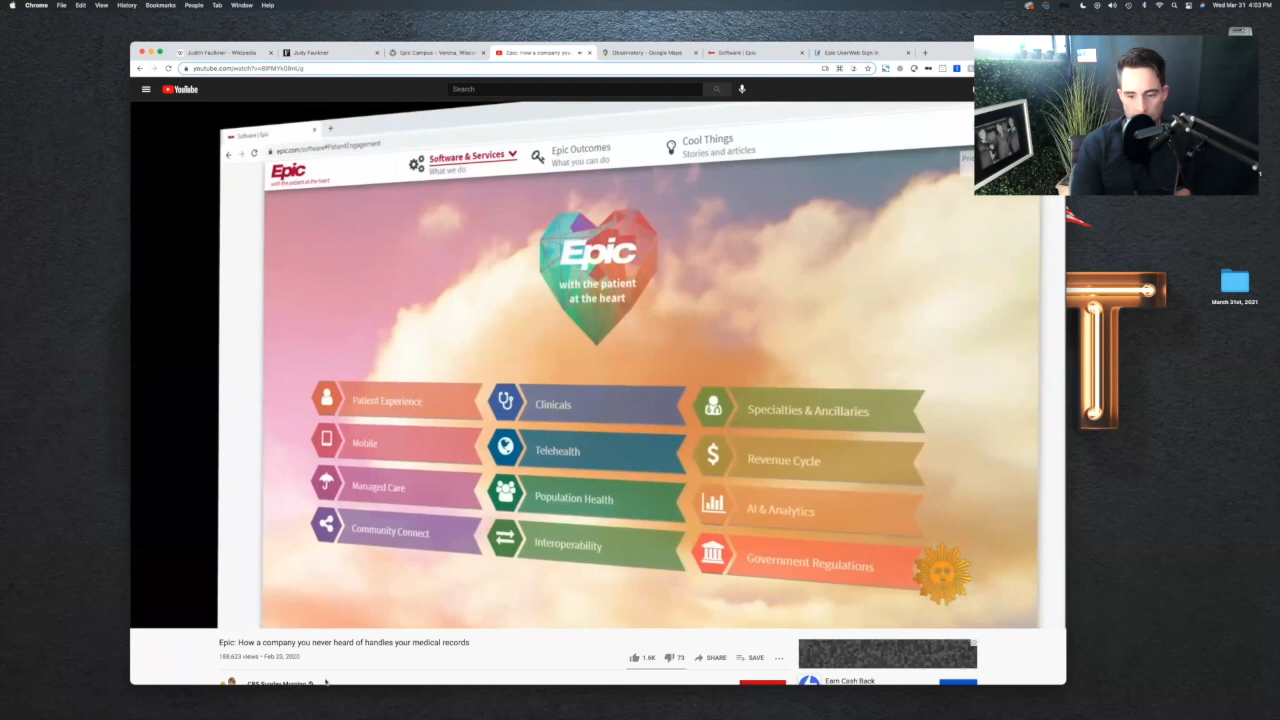 Chrome File Edit View History Bookmarks People Tab Window Help
Wed Mar 31 4:03 PM
Judith Faulkner - Wikipedia
Judy Faulkner
Epic Campus – Verona, Wisco
Epic: How a company you
Observatory - Google Maps
Software | Epic
Epic UserWeb Sign In
YouTube
Search
Software | Epic
epic.com/software#PatientEngagement
Epic
with the patient at the heart
Software & Services
What we do
Epic Outcomes
What you can do
Cool Things
Stories and articles
Epic
with the patient
at the heart
Patient Experience
Clinicals
Specialties & Ancillaries
Mobile
Telehealth
Revenue Cycle
Managed Care
Population Health
AI & Analytics
Community Connect
Interoperability
Government Regulations
T
March 31st, 2021
Epic: How a company you never heard of handles your medical records
188,623 views • Feb 23, 2020
1.6K
73
SHARE
SAVE
CBS Sunday Morning
Earn Cash Back